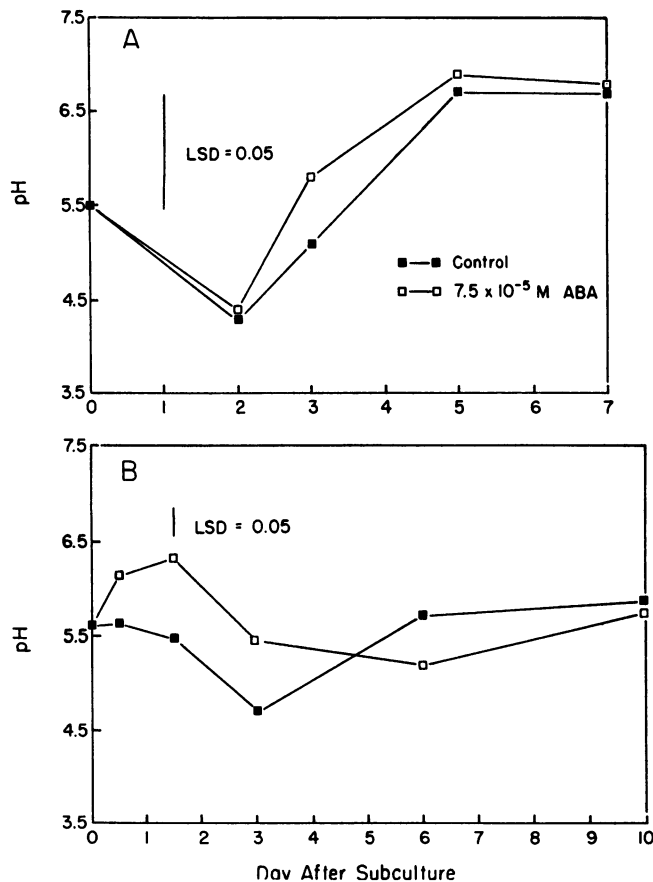 7.5
A
6.5
LSD = 0.05
pH
5.5
■—■ Control
□—□ 7.5 x 10⁻⁵ M ABA
4.5
3.5
0 1 2 3 4 5 6 7
7.5
B
6.5
LSD = 0.05
pH
5.5
4.5
3.5
0 1 2 3 4 5 6 7 8 9 10
Day After Subculture